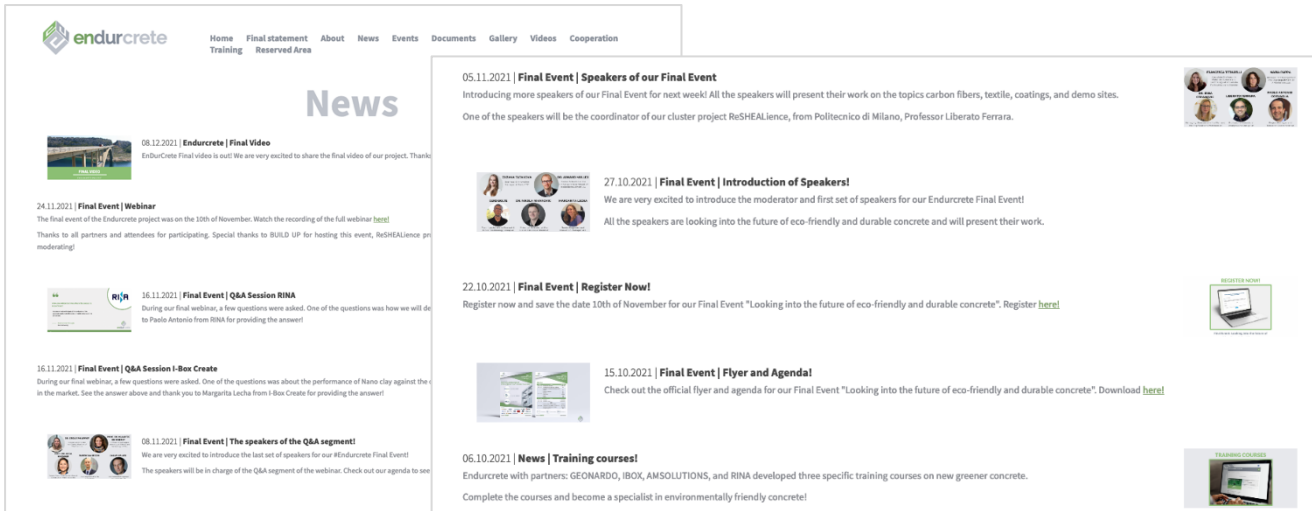 endurcrete
Home Final statement About News Events Documents Gallery Videos Cooperation
Training Reserved Area
News
08.12.2021 | Endurcrete | Final Video
EnDurCrete Final video is out! We are very excited to share the final video of our project. Thanks
FINAL VIDEO
24.11.2021 | Final Event | Webinar
The final event of the Endurcrete project was on the 10th of November. Watch the recording of the full webinar here!
Thanks to all partners and attendees for participating. Special thanks to BUILD UP for hosting this event, ReSHEALience pr
moderating!
16.11.2021 | Final Event | Q&A Session RINA
During our final webinar, a few questions were asked. One of the questions was how we will de
to Paolo Antonio from RINA for providing the answer!
RINA
16.11.2021 | Final Event | Q&A Session I-Box Create
During our final webinar, a few questions were asked. One of the questions was about the performance of Nano clay against the
in the market. See the answer above and thank you to Margarita Lecha from I-Box Create for providing the answer!
08.11.2021 | Final Event | The speakers of the Q&A segment!
We are very excited to introduce the last set of speakers for our #Endurcrete Final Event!
The speakers will be in charge of the Q&A segment of the webinar. Check out our agenda to see
05.11.2021 | Final Event | Speakers of our Final Event
Introducing more speakers of our Final Event for next week! All the speakers will present their work on the topics carbon fibers, textile, coatings, and demo sites.
One of the speakers will be the coordinator of our cluster project ReSHEALience, from Politecnico di Milano, Professor Liberato Ferrara.
27.10.2021 | Final Event | Introduction of Speakers!
We are very excited to introduce the moderator and first set of speakers for our Endurcrete Final Event!
All the speakers are looking into the future of eco-friendly and durable concrete and will present their work.
22.10.2021 | Final Event | Register Now!
Register now and save the date 10th of November for our Final Event "Looking into the future of eco-friendly and durable concrete". Register here!
REGISTER NOW!
15.10.2021 | Final Event | Flyer and Agenda!
Check out the official flyer and agenda for our Final Event "Looking into the future of eco-friendly and durable concrete". Download here!
06.10.2021 | News | Training courses!
Endurcrete with partners: GEONARDO, IBOX, AMSOLUTIONS, and RINA developed three specific training courses on new greener concrete.
Complete the courses and become a specialist in environmentally friendly concrete!
TRAINING COURSES